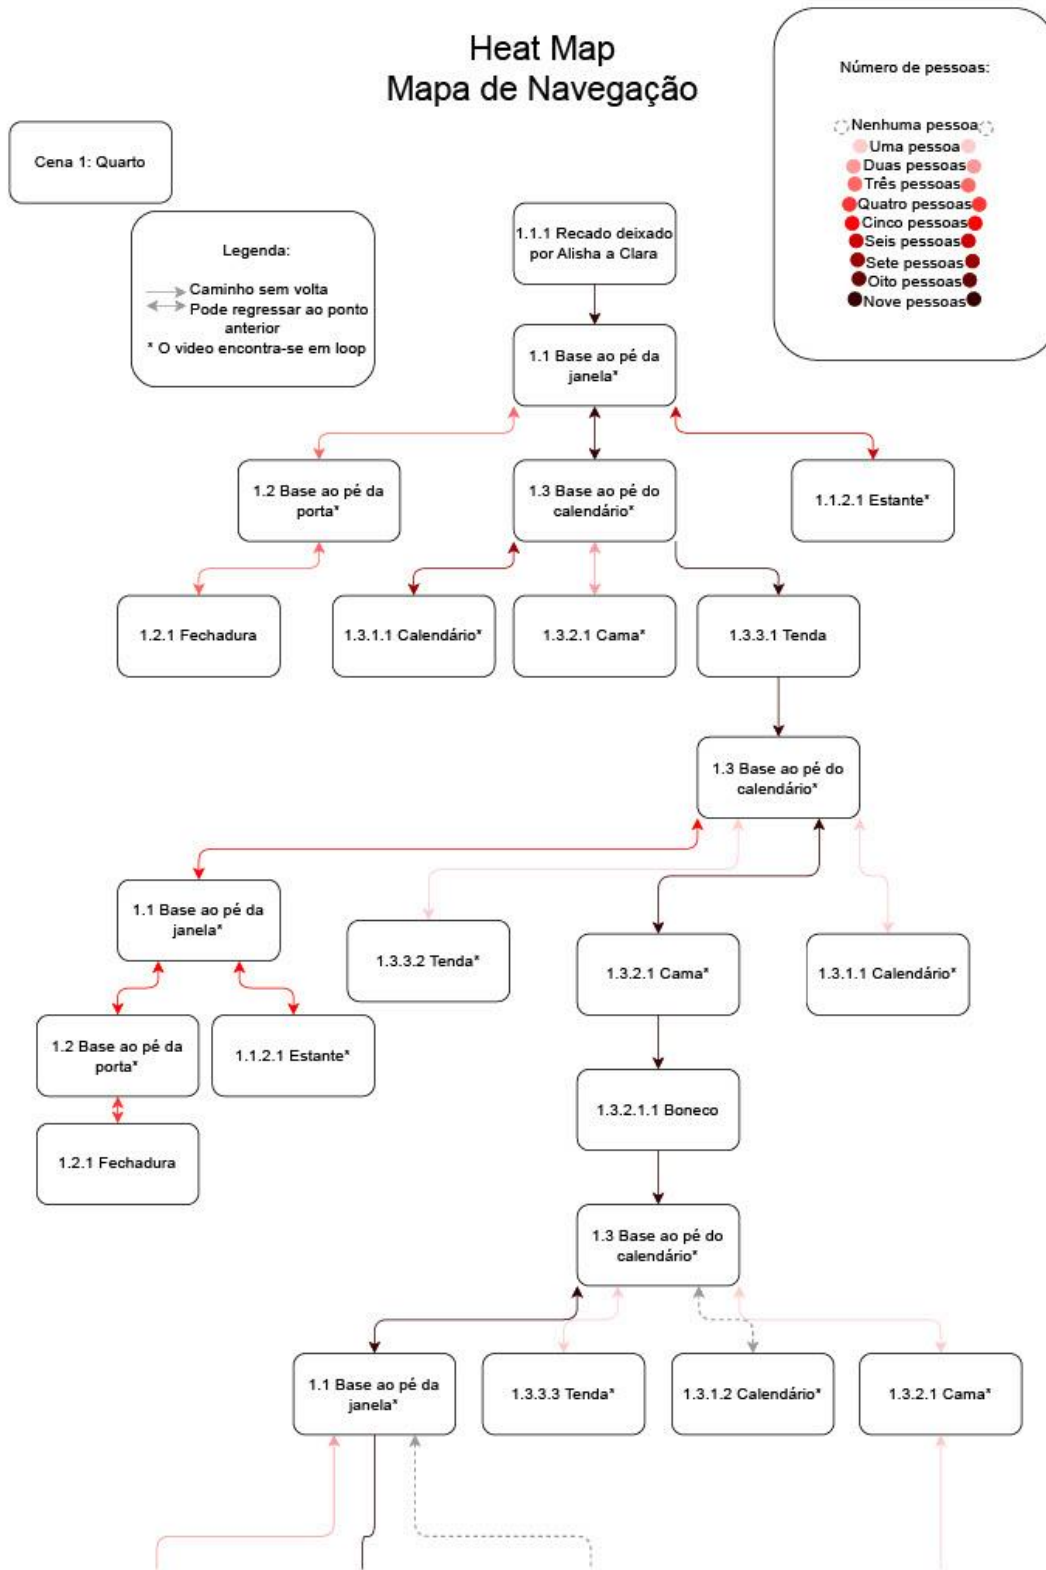 Heat Map
Mapa de Navegação
Número de pessoas:
Nenhuma pessoa
Uma pessoa
Duas pessoas
Três pessoas
Quatro pessoas
Cinco pessoas
Seis pessoas
Sete pessoas
Oito pessoas
Nove pessoas
Cena 1: Quarto
Legenda:
Caminho sem volta
Pode regressar ao ponto
anterior
* O video encontra-se em loop
1.1.1 Recado deixado
por Alisha a Clara
1.1 Base ao pé da
janela*
1.2 Base ao pé da
porta*
1.3 Base ao pé do
calendário*
1.1.2.1 Estante*
1.2.1 Fechadura
1.3.1.1 Calendário*
1.3.2.1 Cama*
1.3.3.1 Tenda
1.3 Base ao pé do
calendário*
1.1 Base ao pé da
janela*
1.3.3.2 Tenda*
1.3.2.1 Cama*
1.3.1.1 Calendário*
1.2 Base ao pé da
porta*
1.1.2.1 Estante*
1.3.2.1.1 Boneco
1.2.1 Fechadura
1.3 Base ao pé do
calendário*
1.1 Base ao pé da
janela*
1.3.3.3 Tenda*
1.3.1.2 Calendário*
1.3.2.1 Cama*